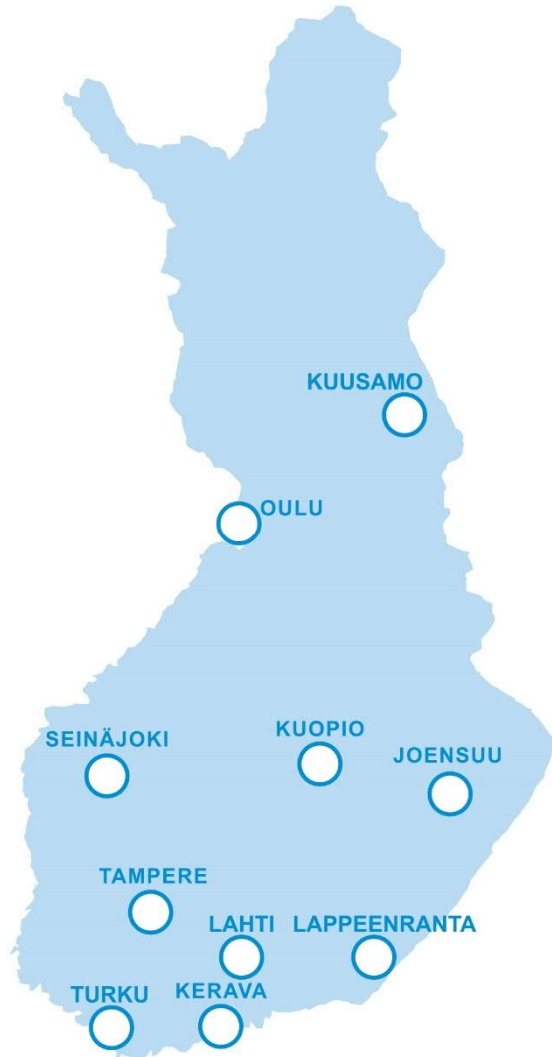 KUUSAMO
OULU
SEINÄJOKI
KUOPIO
JOENSUU
TAMPERE
LAHTI
LAPPEENRANTA
TURKU
KERAVA